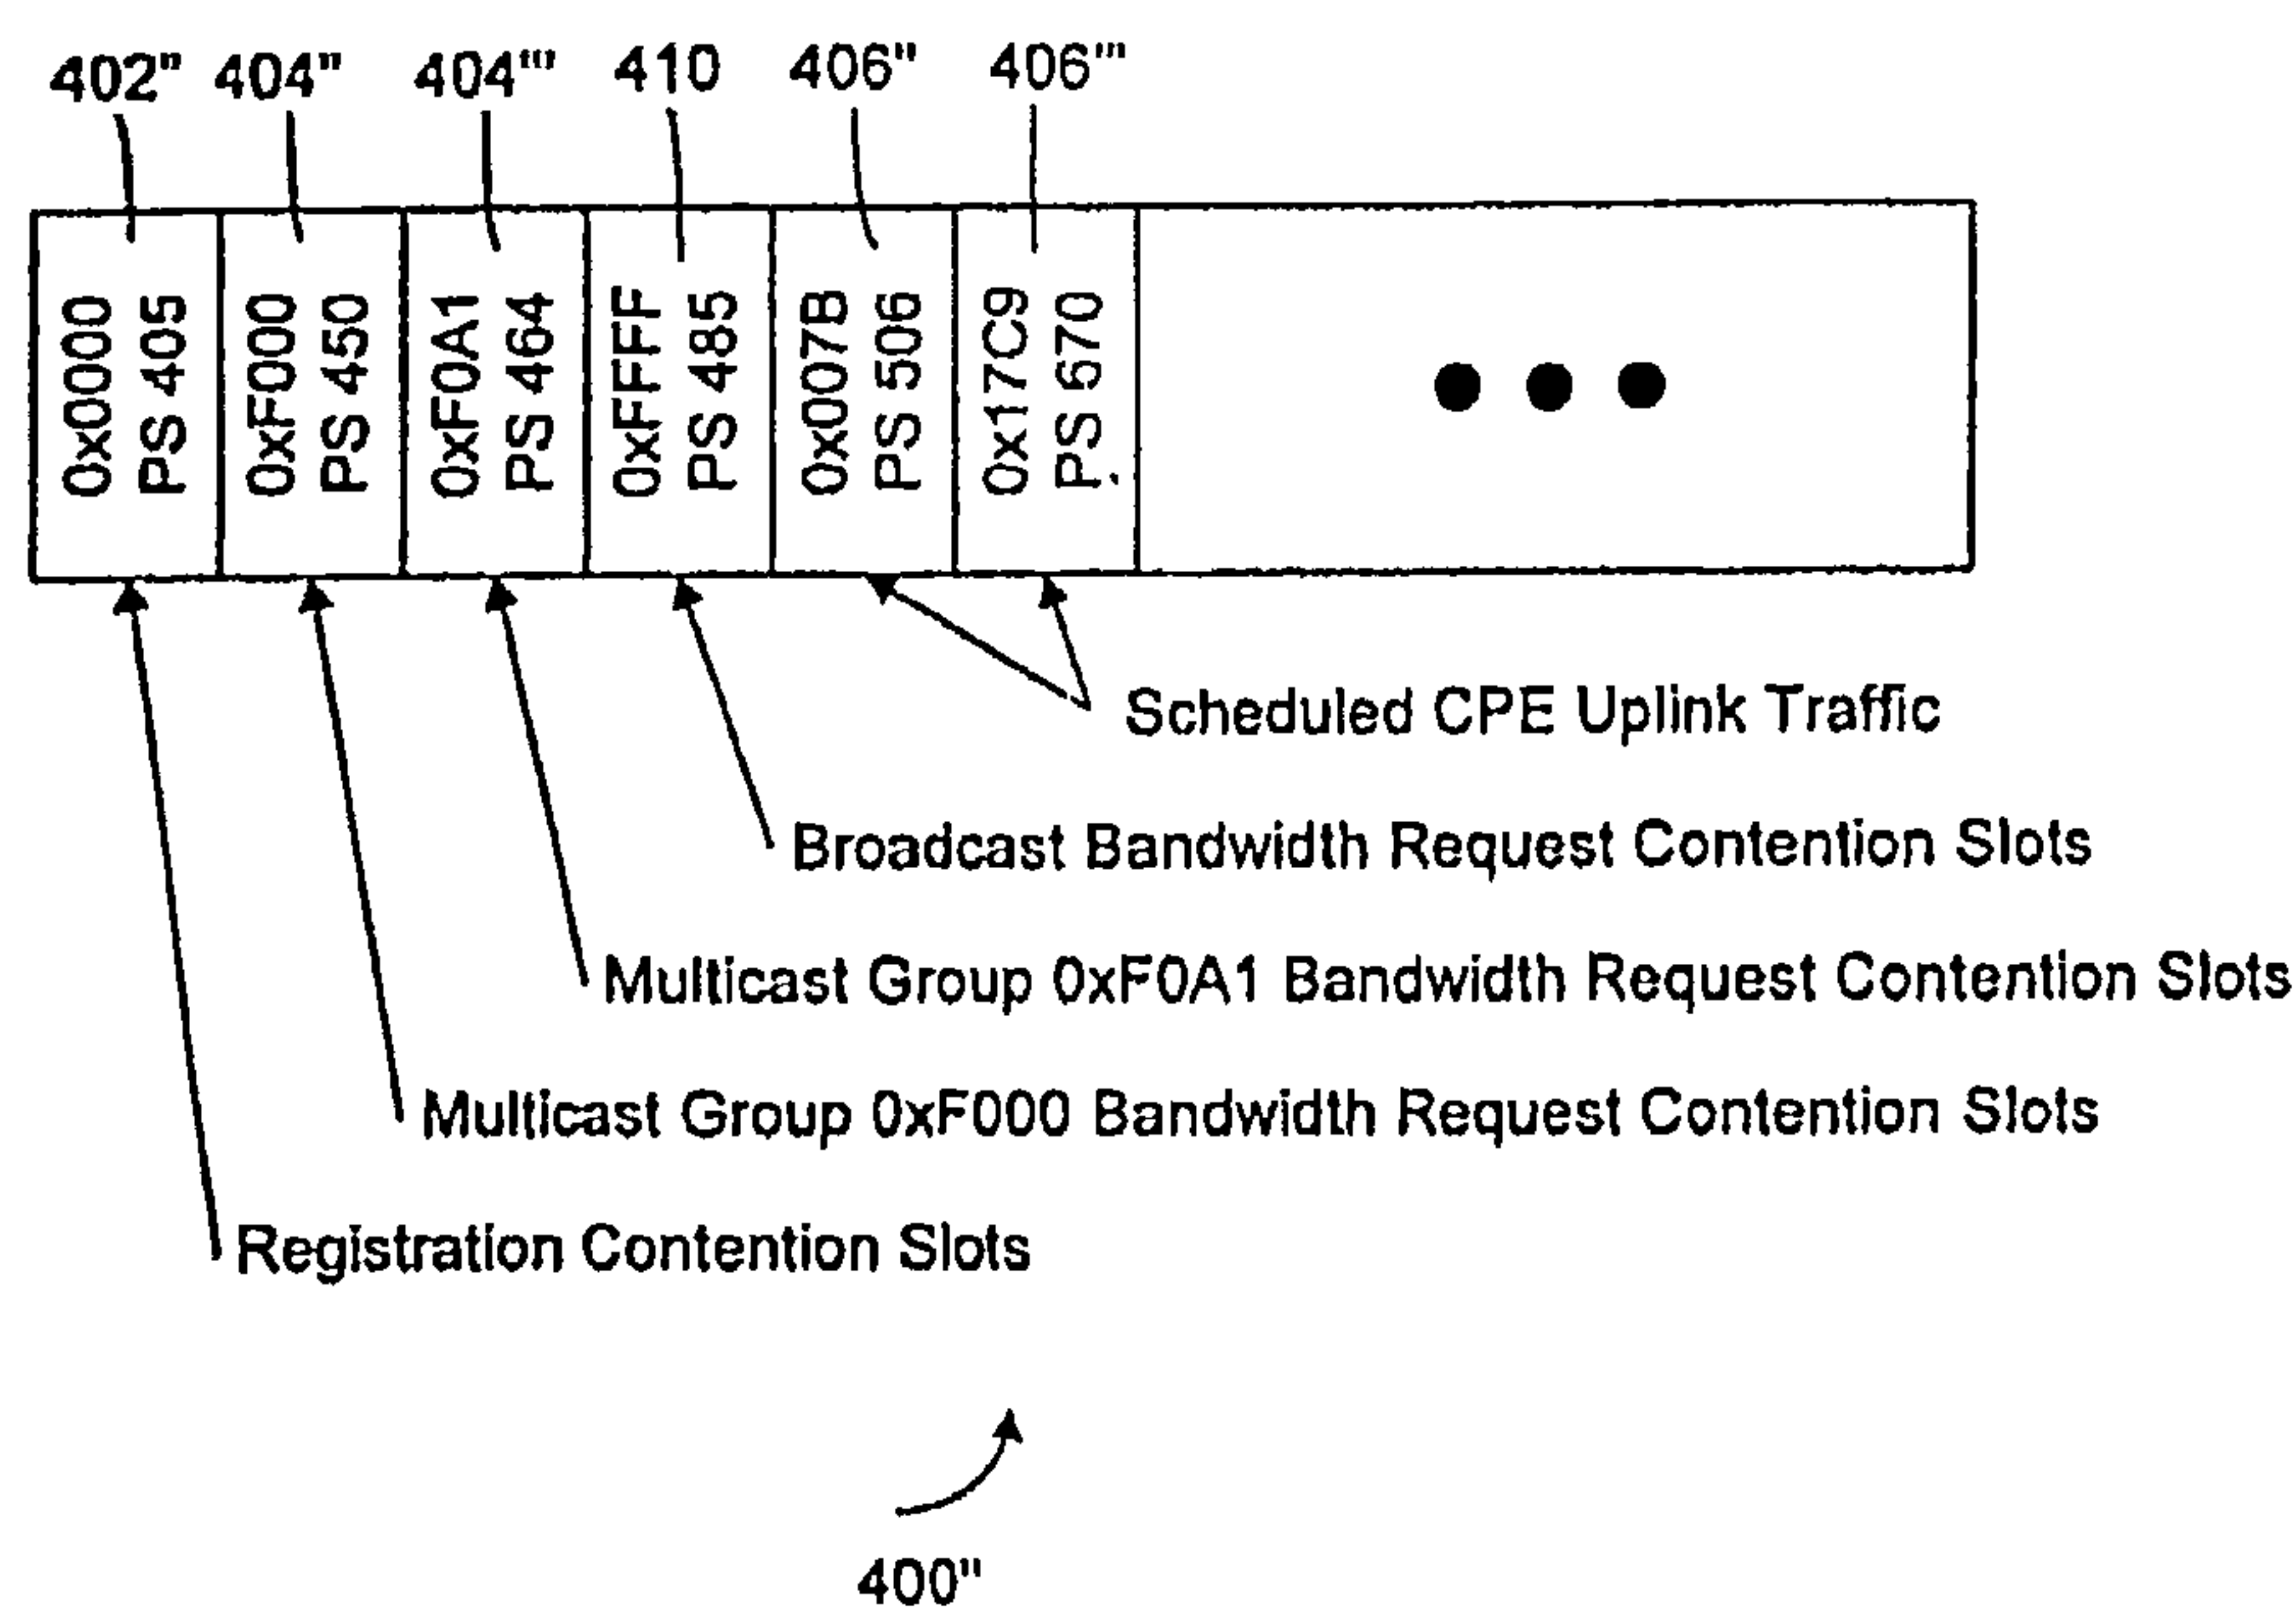 402" 404" 404''' 410 406" 406'''
0x0000
PS 405
0xF000
PS 450
0xF0A1
PS 464
0xFFFF
PS 485
0x007B
PS 506
0x17C9
PS 670
Scheduled CPE Uplink Traffic
Broadcast Bandwidth Request Contention Slots
Multicast Group 0xF0A1 Bandwidth Request Contention Slots
Multicast Group 0xF000 Bandwidth Request Contention Slots
Registration Contention Slots
400"